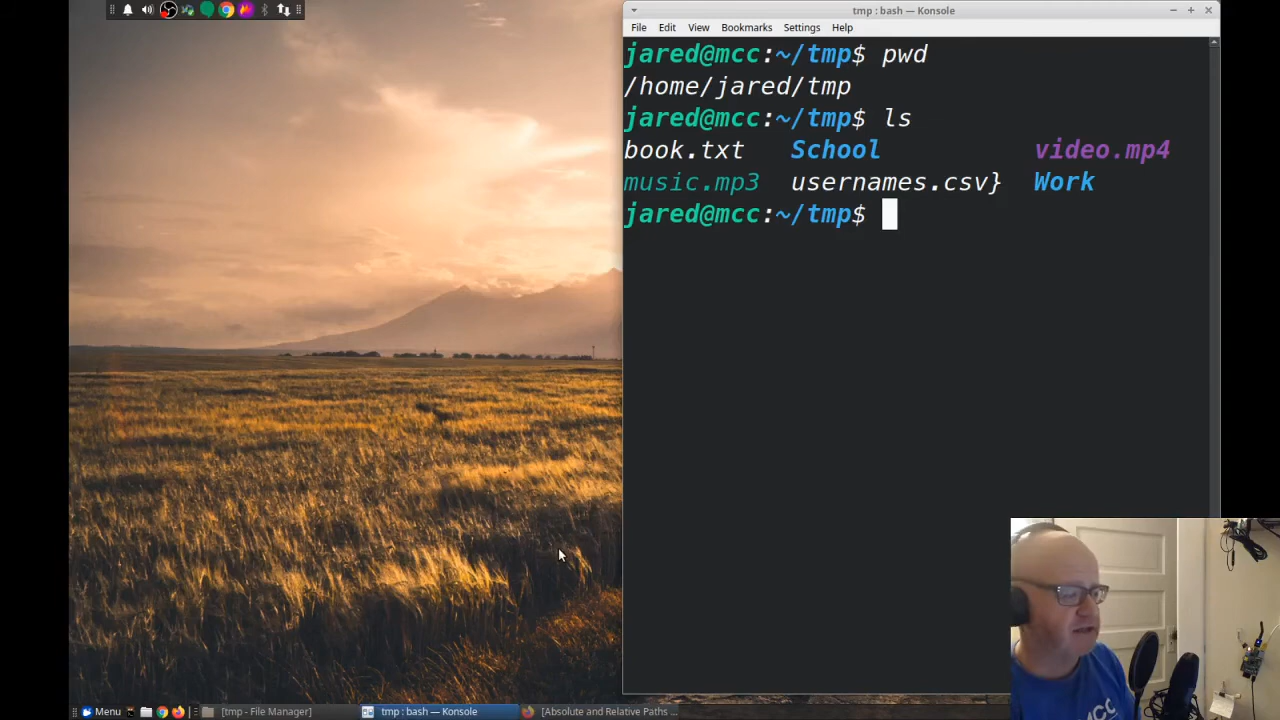 tmp : bash — Konsole
File Edit View Bookmarks Settings Help
jared@mcc:~/tmp$ pwd
/home/jared/tmp
jared@mcc:~/tmp$ ls
book.txt School video.mp4
music.mp3 usernames.csv} Work
jared@mcc:~/tmp$
Menu [tmp - File Manager] tmp : bash — Konsole [Absolute and Relative Paths ...